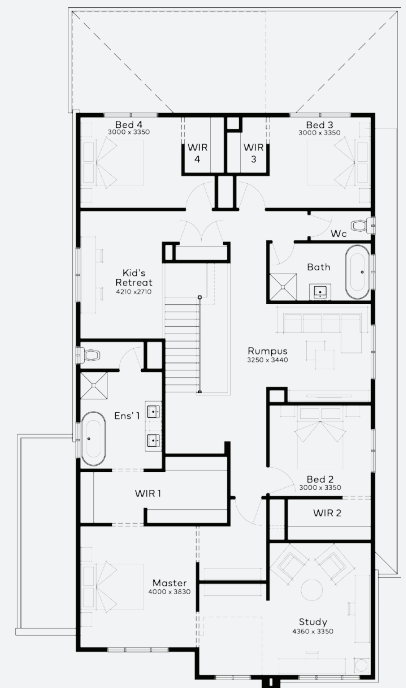 Bed 4
3000 x 3350
WIR
4
WIR
3
Bed 3
3000 x 3350
Wc
Bath
Kid's
Retreat
4210 x2710
Rumpus
3250 x 3440
Ens' 1
Bed 2
3000 x 3350
WIR 1
WIR 2
Master
4000 x 3830
Study
4360 x 3350